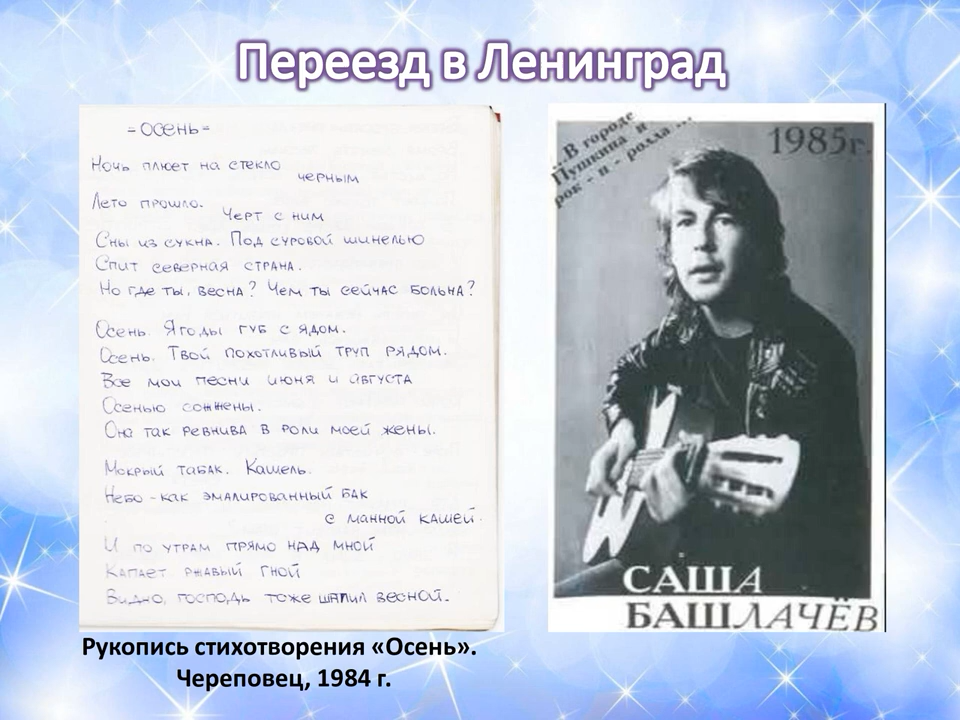 Переезд в Ленинград
= ОСЕНЬ =
Ночь плюет на стекло
черным
Лето прошло.
Черт с ним
Сны из сукна. Под суровой шинелью
Спит северная страна.
Но где ты, весна? Чем ты сейчас больна?
Осень. Ягоды губ с ядом.
Осень. Твой похотливый труп рядом.
Все мои песни июня и августа
Осенью сожжены.
Она так ревнива в роли моей жены.
Мокрый табак. Кашель.
Небо - как эмалированный бак
с манной кашей.
И по утрам прямо над мной
Капает ржавый гной
Видно, господь тоже шалил весной.
Рукопись стихотворения «Осень».
Череповец, 1984 г.
...В городе
Пушкина и
рок - н - ролла ...
1985г.
САША
БАШЛАЧЁВ